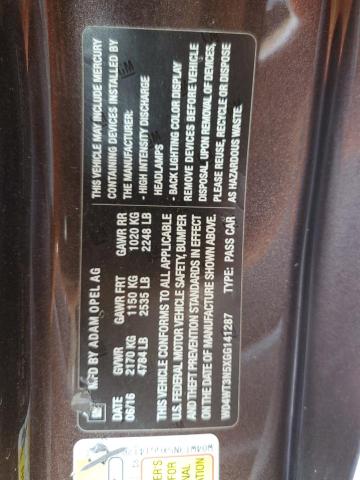 MFD BY ADAM OPEL AG
DATE GVWR GAWR FRT GAWR RR
06/16 2170 KG 1150 KG 1020 KG
4784 LB 2535 LB 2248 LB
THIS VEHICLE CONFORMS TO ALL APPLICABLE
U.S. FEDERAL MOTOR VEHICLE SAFETY, BUMPER
AND THEFT PREVENTION STANDARDS IN EFFECT
ON THE DATE OF MANUFACTURE SHOWN ABOVE.
W04WT3N5XGG141287 TYPE: PASS CAR
THIS VEHICLE MAY INCLUDE MERCURY
CONTAINING DEVICES INSTALLED BY
THE MANUFACTURER:
- HIGH INTENSITY DISCHARGE
HEADLAMPS
- BACK LIGHTING COLOR DISPLAY
REMOVE DEVICES BEFORE VEHICLE
DISPOSAL. UPON REMOVAL OF DEVICES,
PLEASE REUSE, RECYCLE OR DISPOSE
AS HAZARDOUS WASTE.
GM